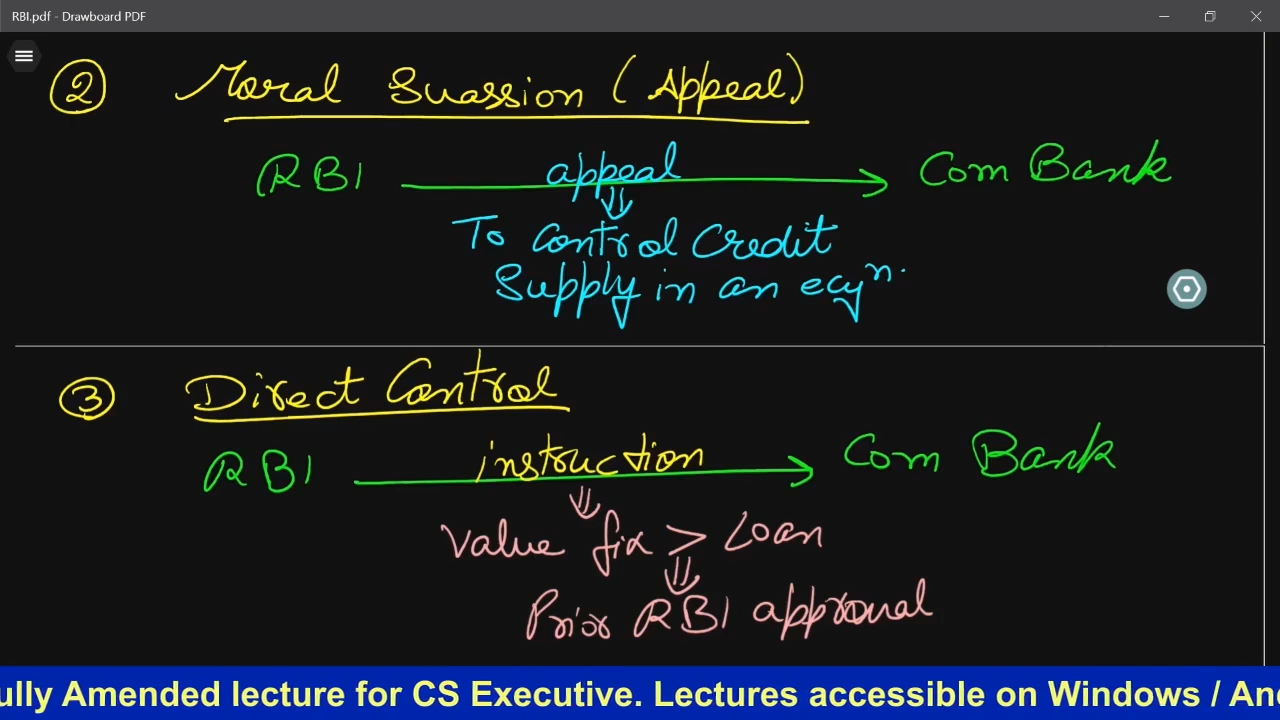 RBI.pdf - Drawboard PDF
② Moral Suassion (Appeal)
RBI appeal Com Bank
To Control Credit
Supply in an ecyⁿ.
③ Direct Control
RBI instruction Com Bank
Value fix > Loan
Prior RBI approval
ully Amended lecture for CS Executive. Lectures accessible on Windows / And